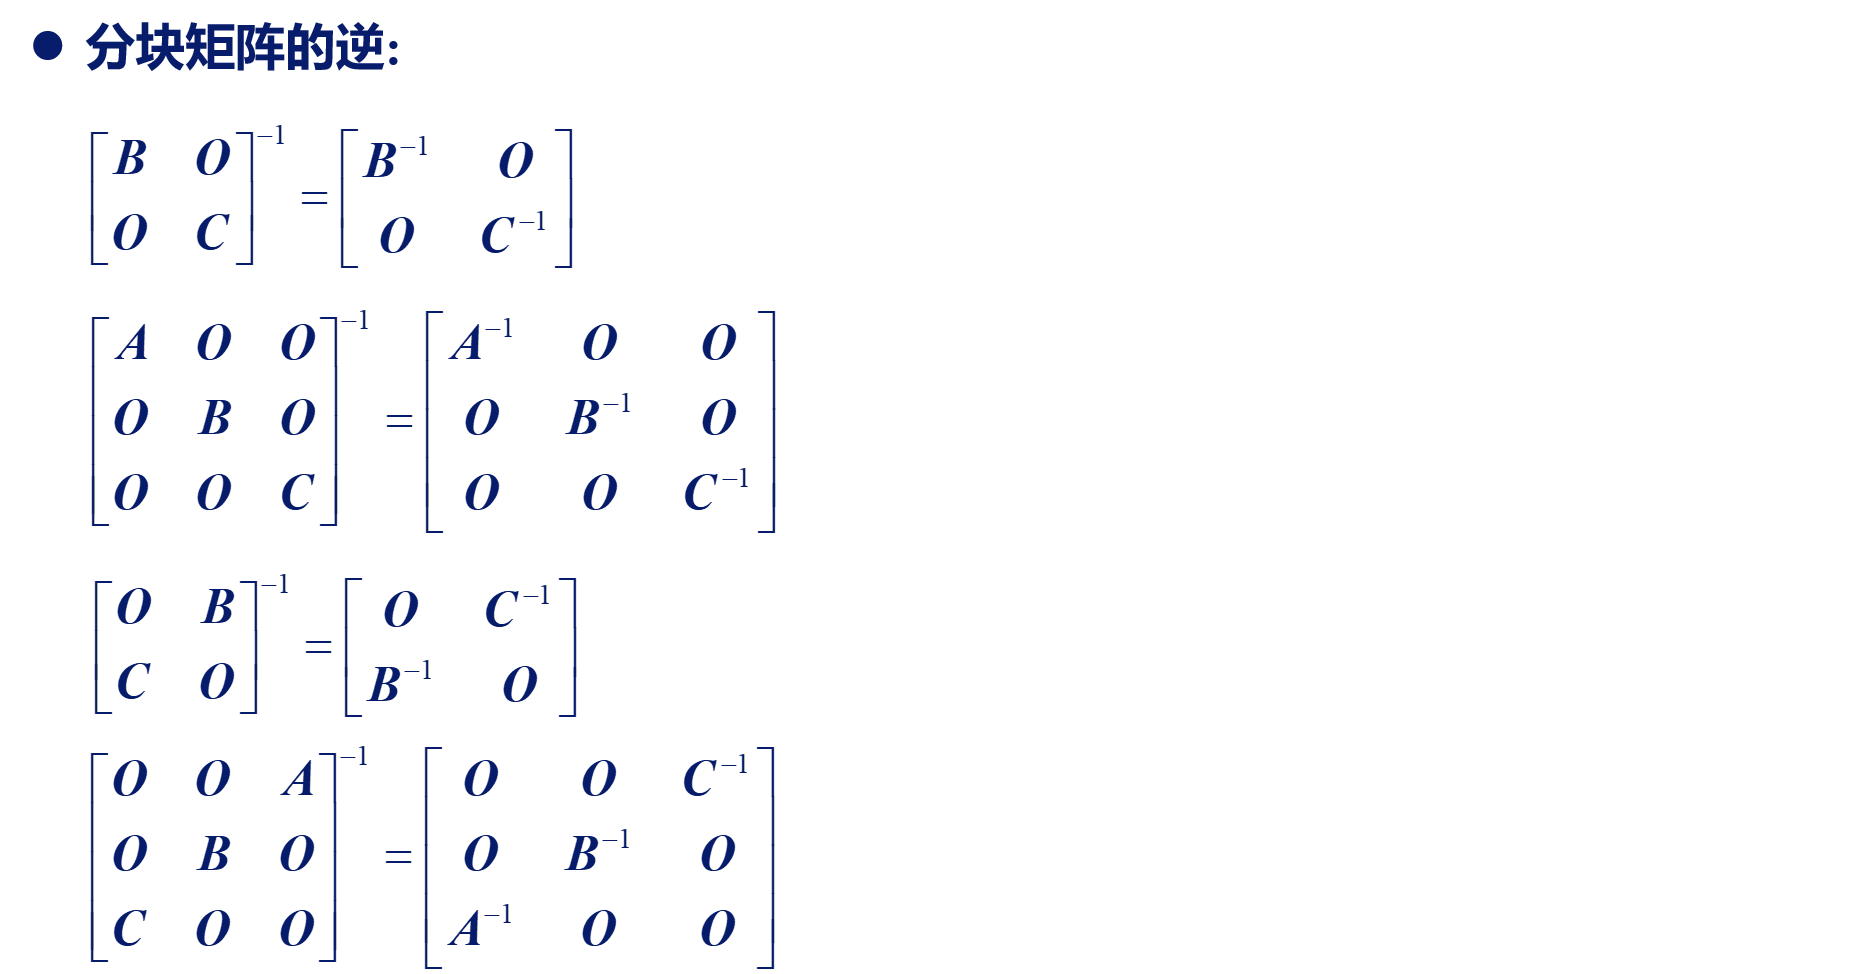 ● 分块矩阵的逆:
$\begin{bmatrix} B & O \\ O & C \end{bmatrix}^{-1} = \begin{bmatrix} B^{-1} & O \\ O & C^{-1} \end{bmatrix}$
$\begin{bmatrix} A & O & O \\ O & B & O \\ O & O & C \end{bmatrix}^{-1} = \begin{bmatrix} A^{-1} & O & O \\ O & B^{-1} & O \\ O & O & C^{-1} \end{bmatrix}$
$\begin{bmatrix} O & B \\ C & O \end{bmatrix}^{-1} = \begin{bmatrix} O & C^{-1} \\ B^{-1} & O \end{bmatrix}$
$\begin{bmatrix} O & O & A \\ O & B & O \\ C & O & O \end{bmatrix}^{-1} = \begin{bmatrix} O & O & C^{-1} \\ O & B^{-1} & O \\ A^{-1} & O & O \end{bmatrix}$